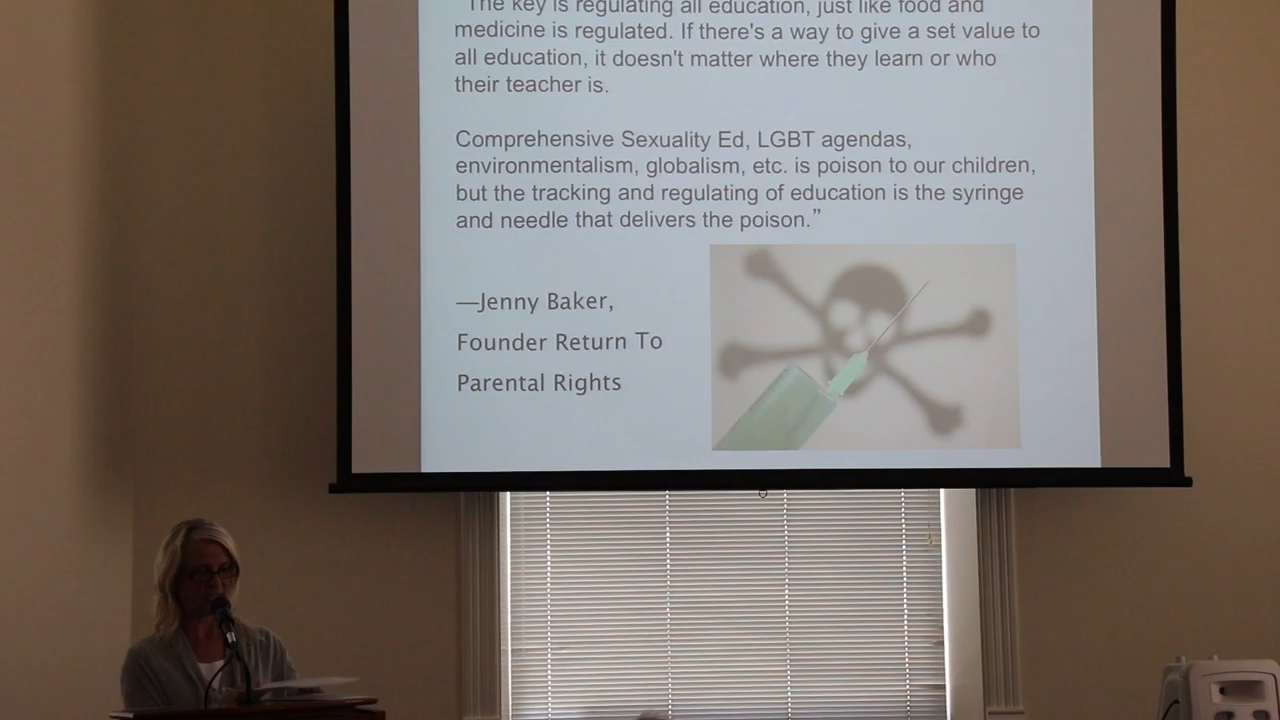 "The key is regulating all education, just like food and
medicine is regulated. If there's a way to give a set value to
all education, it doesn't matter where they learn or who
their teacher is.
Comprehensive Sexuality Ed, LGBT agendas,
environmentalism, globalism, etc. is poison to our children,
but the tracking and regulating of education is the syringe
and needle that delivers the poison.”
—Jenny Baker,
Founder Return To
Parental Rights